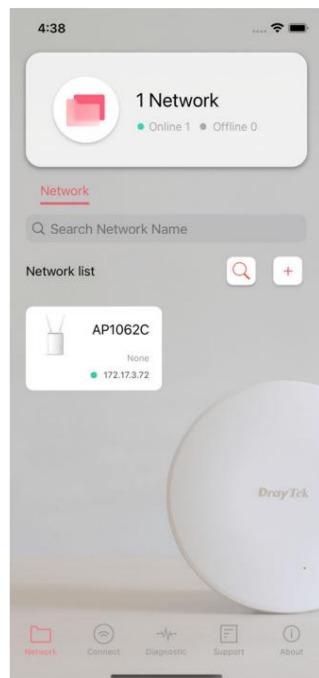 4:38
1 Network
Online 1 Offline 0
Network
Search Network Name
Network list
+
AP1062C
None
172.17.3.72
DrayTek
Network Connect Diagnostic Support About